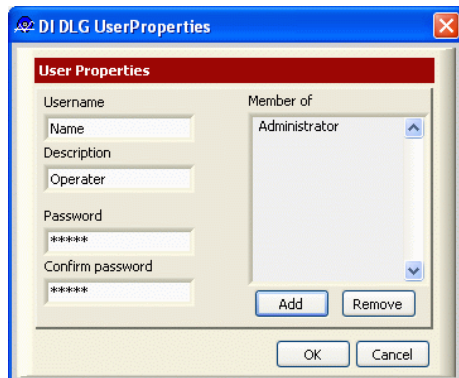 DI DLG UserProperties
User Properties
Username
Name
Description
Operater
Password
*****
Confirm password
*****
Member of
Administrator
Add Remove
OK Cancel